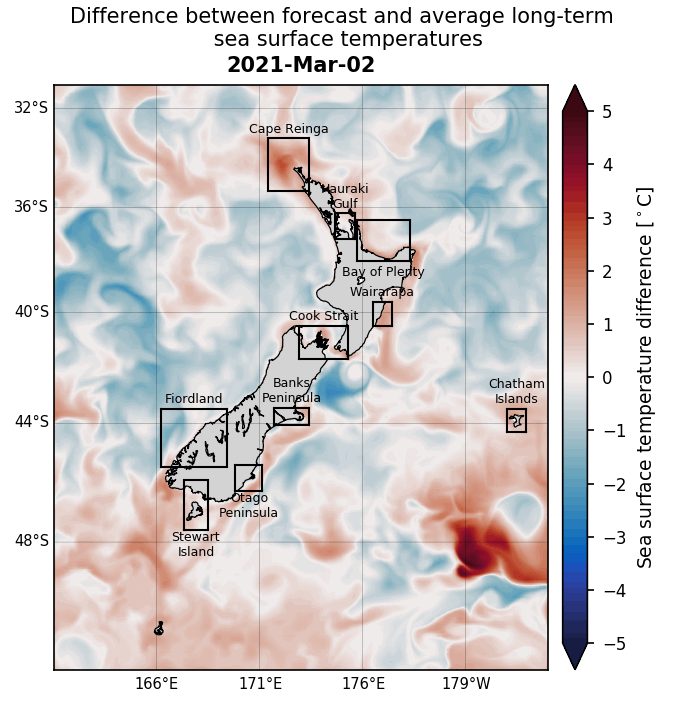 Difference between forecast and average long-term
sea surface temperatures
2021-Mar-02
32°S
36°S
40°S
44°S
48°S
166°E
171°E
176°E
179°W
Cape Reinga
Hauraki
Gulf
Bay of Plenty
Wairarapa
Cook Strait
Banks
Peninsula
Fiordland
Chatham
Islands
Otago
Peninsula
Stewart
Island
5
4
3
2
1
0
−1
−2
−3
−4
−5
Sea surface temperature difference [°C]